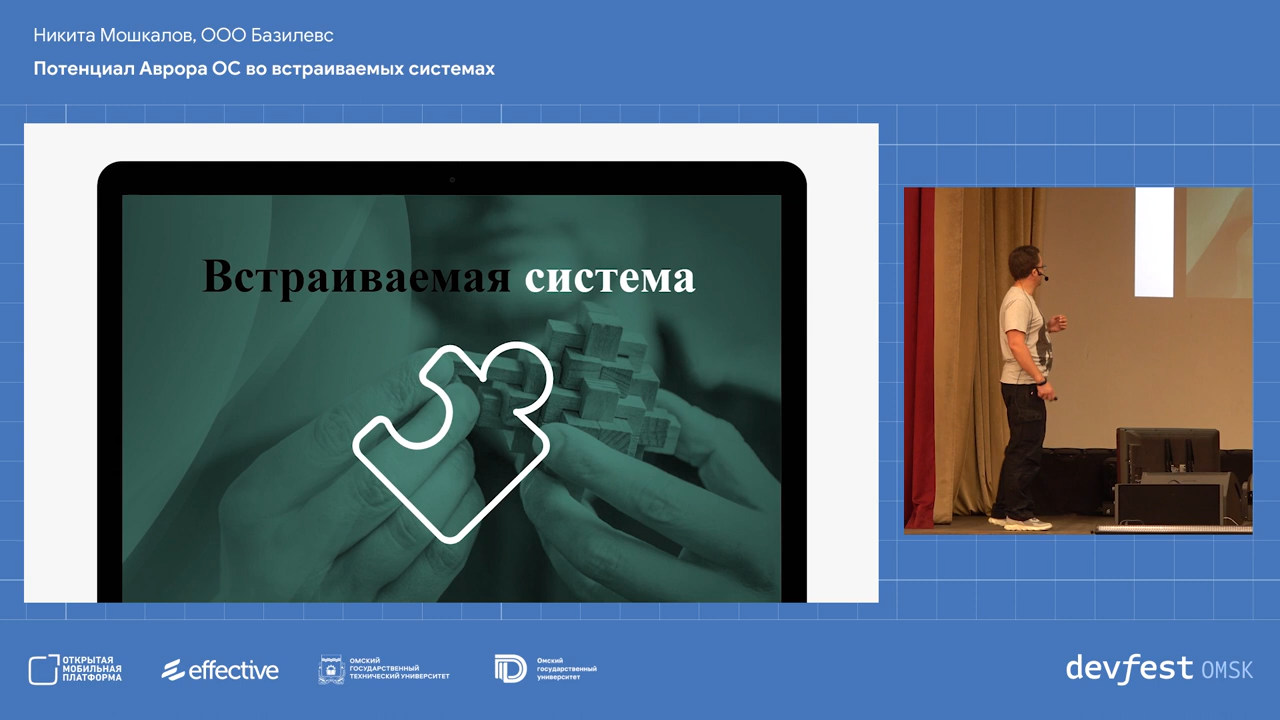 Никита Мошкалов, ООО Базилевс
Потенциал Аврора ОС во встраиваемых системах
Встраиваемая система
ОТКРЫТАЯ
МОБИЛЬНАЯ
ПЛАТФОРМА
effective
ОМСКИЙ
ГОСУДАРСТВЕННЫЙ
ТЕХНИЧЕСКИЙ УНИВЕРСИТЕТ
Омский
государственный
университет
devfest OMSK